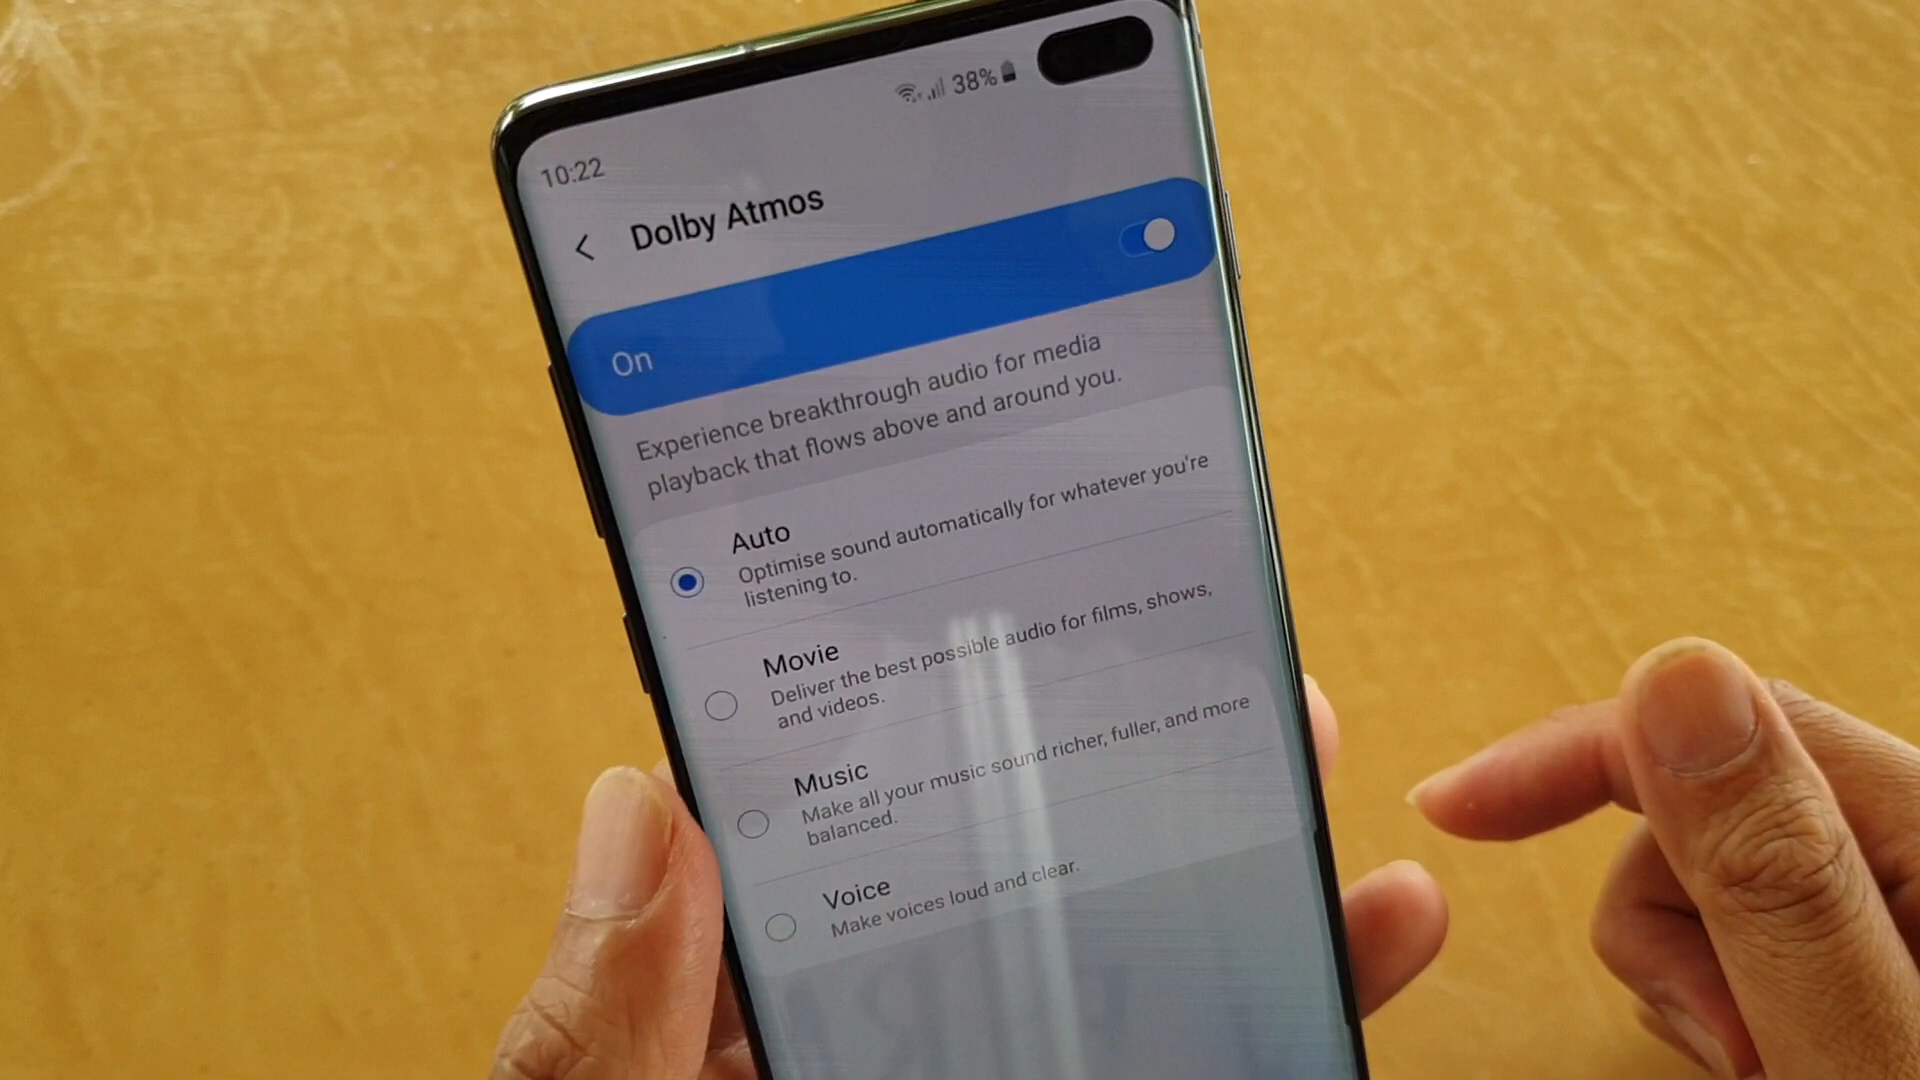 38%
10:22
Dolby Atmos
On
Experience breakthrough audio for media
playback that flows above and around you.
Auto
Optimise sound automatically for whatever you're
listening to.
Movie
Deliver the best possible audio for films, shows,
and videos.
Music
Make all your music sound richer, fuller, and more
balanced.
Voice
Make voices loud and clear.